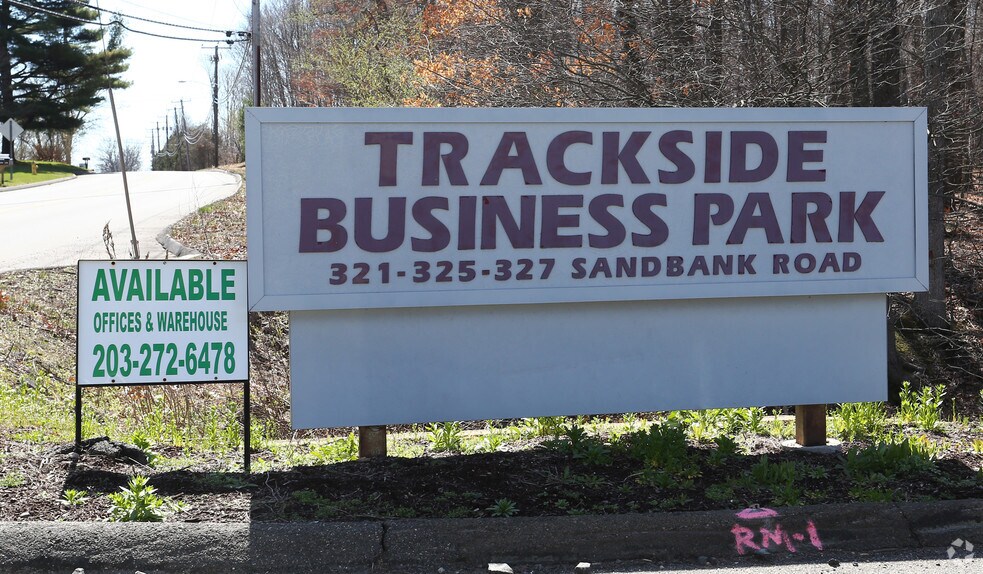 TRACKSIDE
BUSINESS PARK
321-325-327 SANDBANK ROAD
AVAILABLE
OFFICES & WAREHOUSE
203-272-6478
RM-1